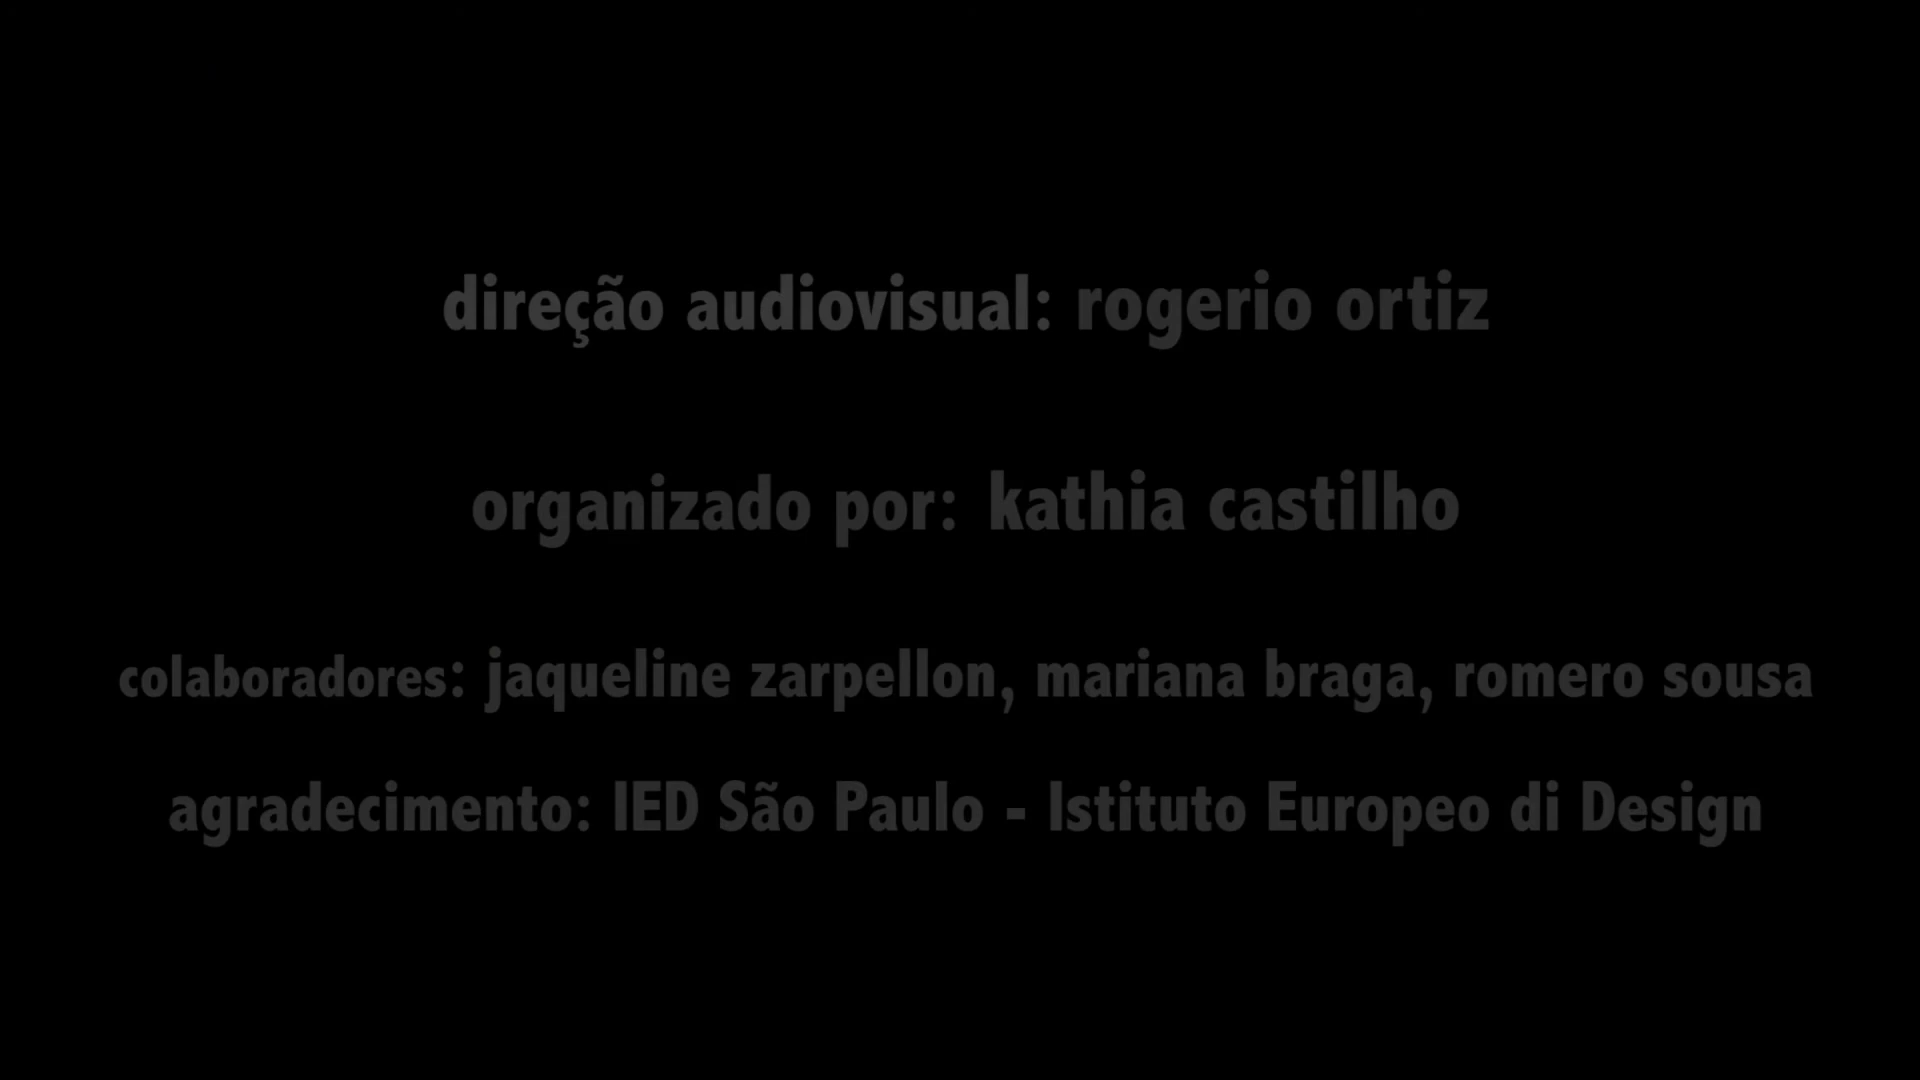 direção audiovisual: rogerio ortiz
organizado por: kathia castilho
colaboradores: jaqueline zarpellon, mariana braga, romero sousa
agradecimento: IED São Paulo - Istituto Europeo di Design